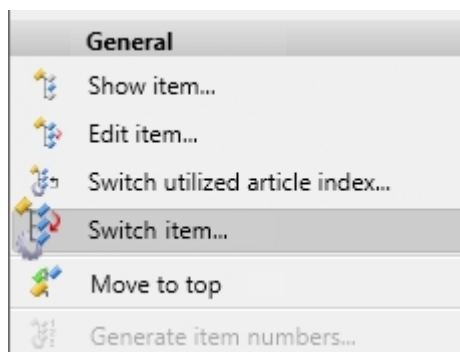 General
Show item...
Edit item...
Switch utilized article index...
Switch item...
Move to top
Generate item numbers...